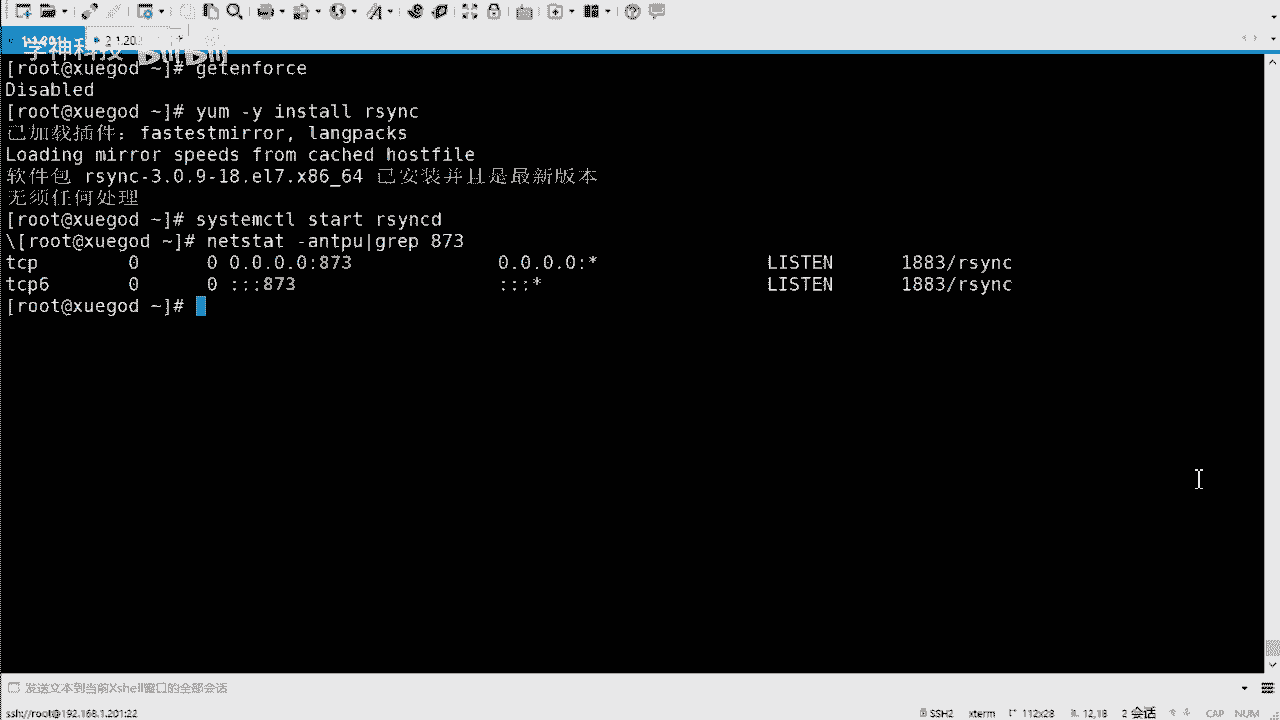 学神科技 bilibili
[root@xuegod ~]# getenforce
Disabled
[root@xuegod ~]# yum -y install rsync
已加载插件：fastestmirror, langpacks
Loading mirror speeds from cached hostfile
软件包 rsync-3.0.9-18.el7.x86_64 已安装并且是最新版本
无须任何处理
[root@xuegod ~]# systemctl start rsyncd
\[root@xuegod ~]# netstat -antpu|grep 873
tcp 0 0 0.0.0.0:873 0.0.0.0:* LISTEN 1883/rsync
tcp6 0 0 :::873 :::* LISTEN 1883/rsync
[root@xuegod ~]#
发送文本到当前Xshell窗口的全部会话
ssh://root@192.168.1.201:22 SSH2 xterm 112x28 12,18 2 会话 CAP NUM